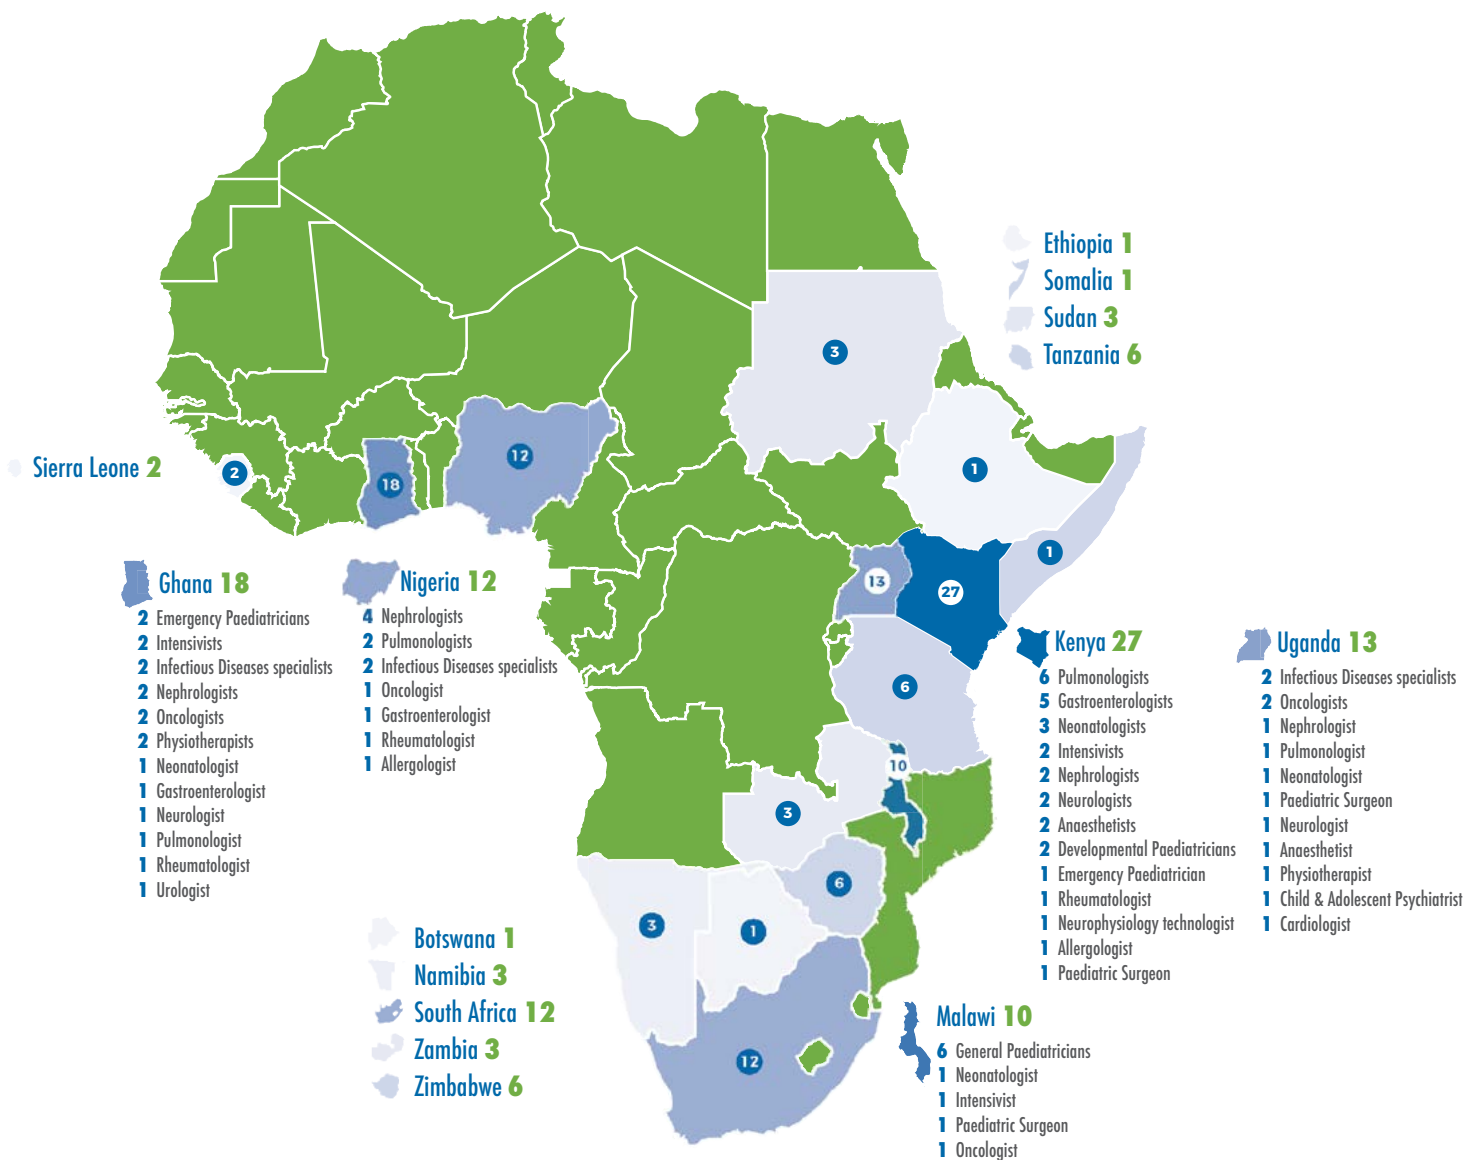 Ethiopia 1
Somalia 1
Sudan 3
Tanzania 6
3
1
1
Sierra Leone 2
2
18
12
13
27
6
10
3
6
3
1
12
Ghana 18
2 Emergency Paediatricians
2 Intensivists
2 Infectious Diseases specialists
2 Nephrologists
2 Oncologists
2 Physiotherapists
1 Neonatologist
1 Gastroenterologist
1 Neurologist
1 Pulmonologist
1 Rheumatologist
1 Urologist
Nigeria 12
4 Nephrologists
2 Pulmonologists
2 Infectious Diseases specialists
1 Oncologist
1 Gastroenterologist
1 Rheumatologist
1 Allergologist
Kenya 27
6 Pulmonologists
5 Gastroenterologists
3 Neonatologists
2 Intensivists
2 Nephrologists
2 Neurologists
2 Anaesthetists
2 Developmental Paediatricians
1 Emergency Paediatrician
1 Rheumatologist
1 Neurophysiology technologist
1 Allergologist
1 Paediatric Surgeon
Uganda 13
2 Infectious Diseases specialists
2 Oncologists
1 Nephrologist
1 Pulmonologist
1 Neonatologist
1 Paediatric Surgeon
1 Neurologist
1 Anaesthetist
1 Physiotherapist
1 Child & Adolescent Psychiatrist
1 Cardiologist
Botswana 1
Namibia 3
South Africa 12
Zambia 3
Zimbabwe 6
Malawi 10
6 General Paediatricians
1 Neonatologist
1 Intensivist
1 Paediatric Surgeon
1 Oncologist